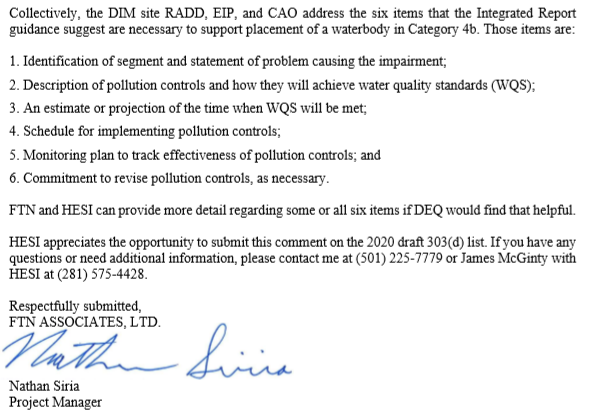 Collectively, the DIM site RADD, EIP, and CAO address the six items that the Integrated Report
guidance suggest are necessary to support placement of a waterbody in Category 4b. Those items are:
1. Identification of segment and statement of problem causing the impairment;
2. Description of pollution controls and how they will achieve water quality standards (WQS);
3. An estimate or projection of the time when WQS will be met;
4. Schedule for implementing pollution controls;
5. Monitoring plan to track effectiveness of pollution controls; and
6. Commitment to revise pollution controls, as necessary.
FTN and HESI can provide more detail regarding some or all six items if DEQ would find that helpful.
HESI appreciates the opportunity to submit this comment on the 2020 draft 303(d) list. If you have any
questions or need additional information, please contact me at (501) 225-7779 or James McGinty with
HESI at (281) 575-4428.
Respectfully submitted,
FTN ASSOCIATES, LTD.
Nathan Siria
Nathan Siria
Project Manager